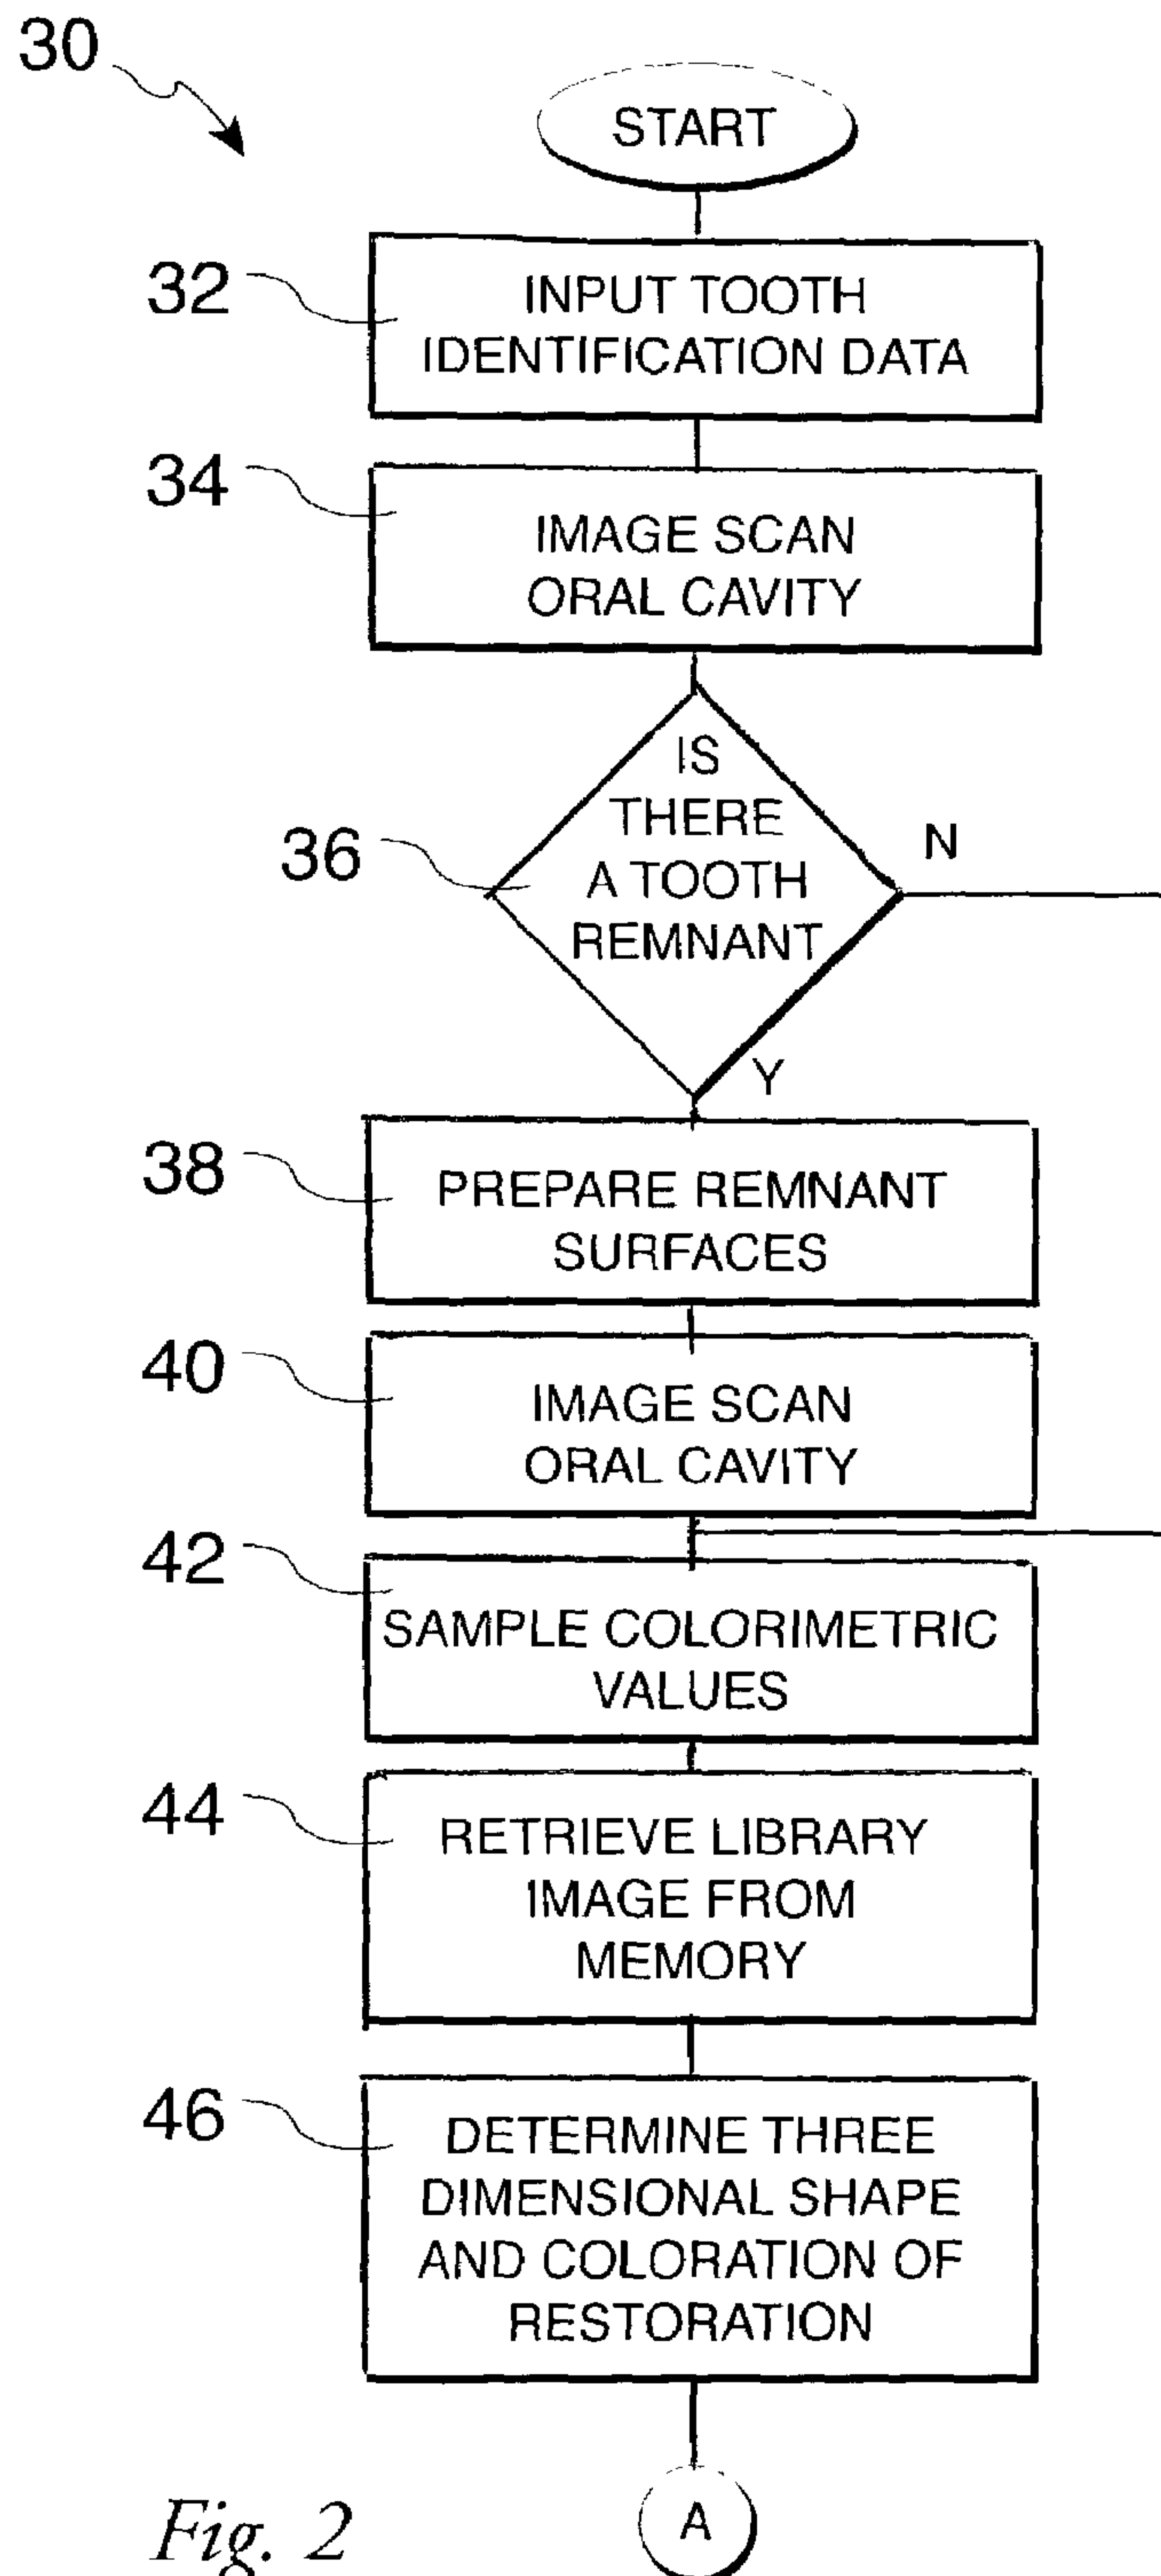 30
START
32
INPUT TOOTH
IDENTIFICATION DATA
34
IMAGE SCAN
ORAL CAVITY
36
IS
THERE
A TOOTH
REMNANT
N
Y
38
PREPARE REMNANT
SURFACES
40
IMAGE SCAN
ORAL CAVITY
42
SAMPLE COLORIMETRIC
VALUES
44
RETRIEVE LIBRARY
IMAGE FROM
MEMORY
46
DETERMINE THREE
DIMENSIONAL SHAPE
AND COLORATION OF
RESTORATION
A
Fig. 2